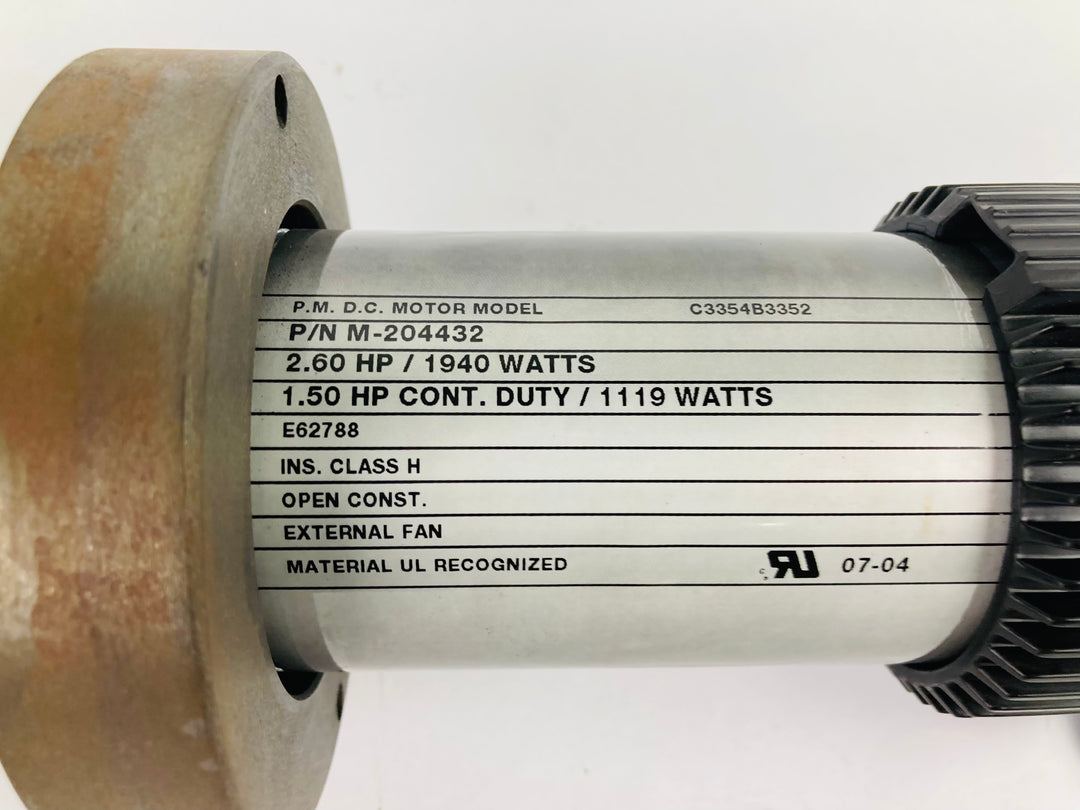 P.M. D.C. MOTOR MODEL C3354B3352
P/N M-204432
2.60 HP / 1940 WATTS
1.50 HP CONT. DUTY / 1119 WATTS
E62788
INS. CLASS H
OPEN CONST.
EXTERNAL FAN
MATERIAL UL RECOGNIZED 07-04